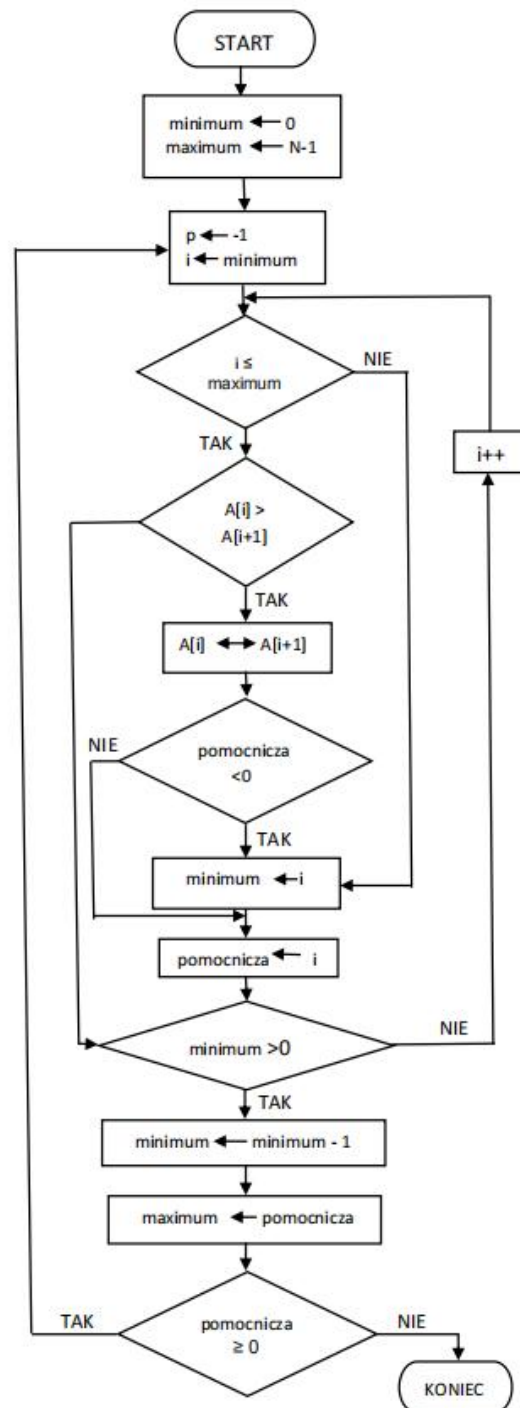 START
minimum ← 0
maximum ← N-1
p ← -1
i ← minimum
i ≤
maximum
NIE
TAK
i++
A[i] >
A[i+1]
TAK
A[i] ↔ A[i+1]
NIE
pomocnicza
<0
TAK
minimum ← i
pomocnicza ← i
minimum >0
NIE
TAK
minimum ← minimum - 1
maximum ← pomocnicza
TAK
pomocnicza
≥ 0
NIE
KONIEC